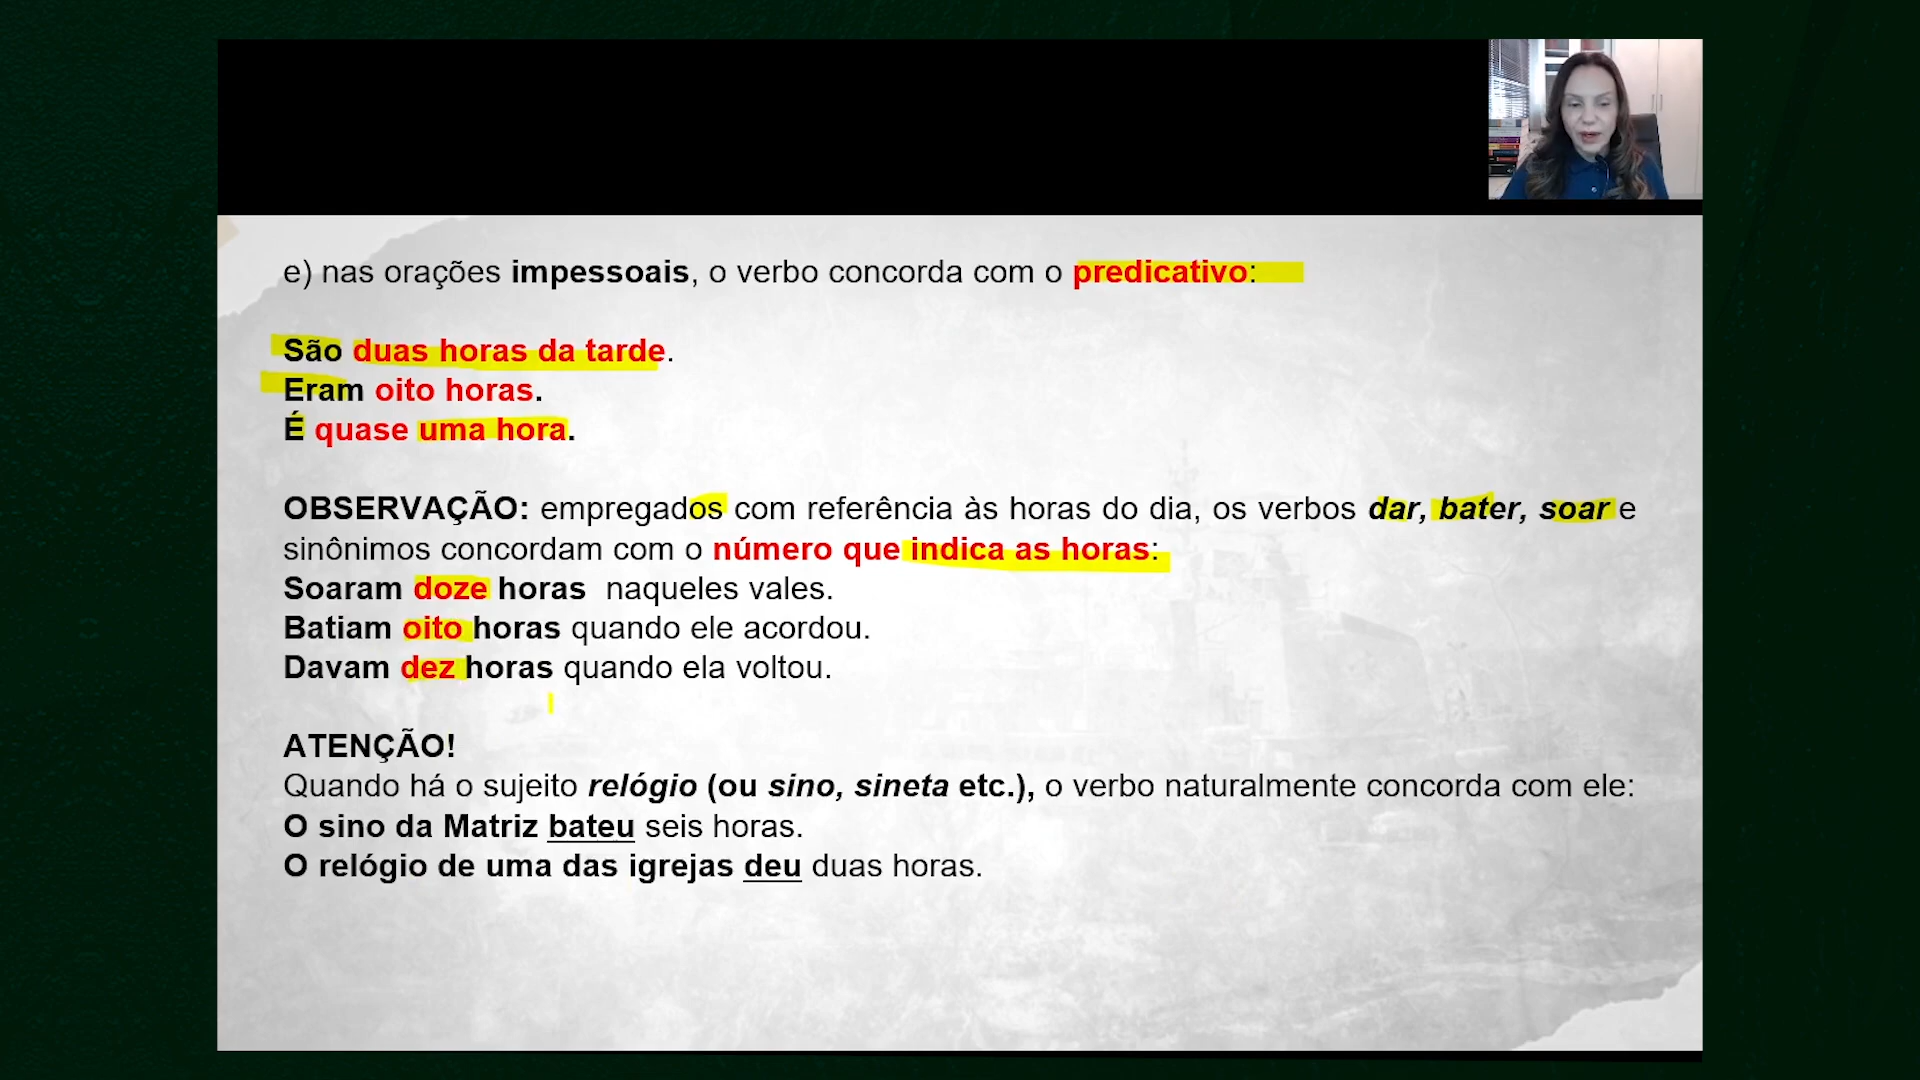 e) nas orações impessoais, o verbo concorda com o predicativo:
São duas horas da tarde.
Eram oito horas.
É quase uma hora.
OBSERVAÇÃO: empregados com referência às horas do dia, os verbos dar, bater, soar e
sinônimos concordam com o número que indica as horas:
Soaram doze horas naqueles vales.
Batiam oito horas quando ele acordou.
Davam dez horas quando ela voltou.
ATENÇÃO!
Quando há o sujeito relógio (ou sino, sineta etc.), o verbo naturalmente concorda com ele:
O sino da Matriz bateu seis horas.
O relógio de uma das igrejas deu duas horas.